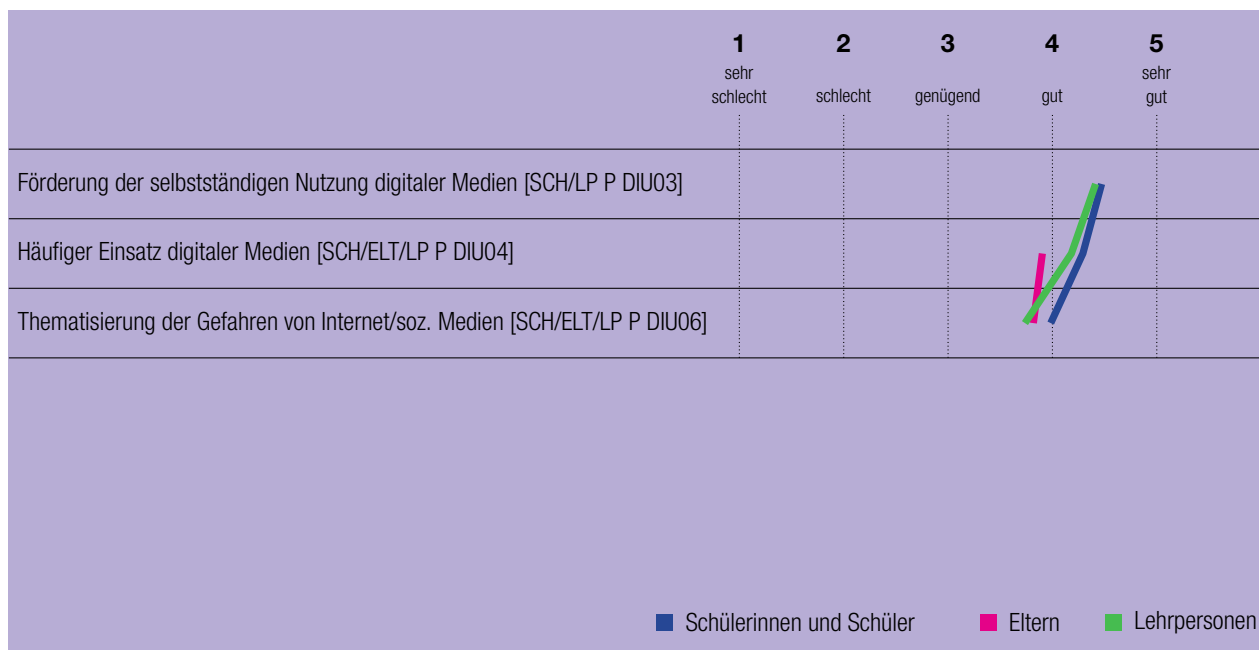 1 2 3 4 5
sehr sehr
schlecht schlecht genügend gut gut
Förderung der selbstständigen Nutzung digitaler Medien [SCH/LP P DIU03]
Häufiger Einsatz digitaler Medien [SCH/ELT/LP P DIU04]
Thematisierung der Gefahren von Internet/soz. Medien [SCH/ELT/LP P DIU06]
Schülerinnen und Schüler Eltern Lehrpersonen